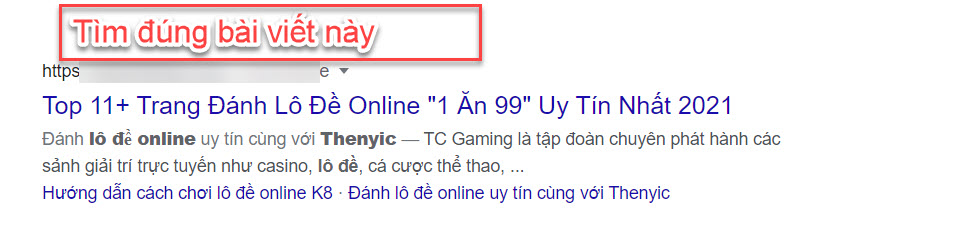 Tìm đúng bài viết này
https e
Top 11+ Trang Đánh Lô Đề Online "1 Ăn 99" Uy Tín Nhất 2021
Đánh lô đề online uy tín cùng với Thenyic — TC Gaming là tập đoàn chuyên phát hành các
sảnh giải trí trực tuyến như casino, lô đề, cá cược thể thao, ...
Hướng dẫn cách chơi lô đề online K8 · Đánh lô đề online uy tín cùng với Thenyic